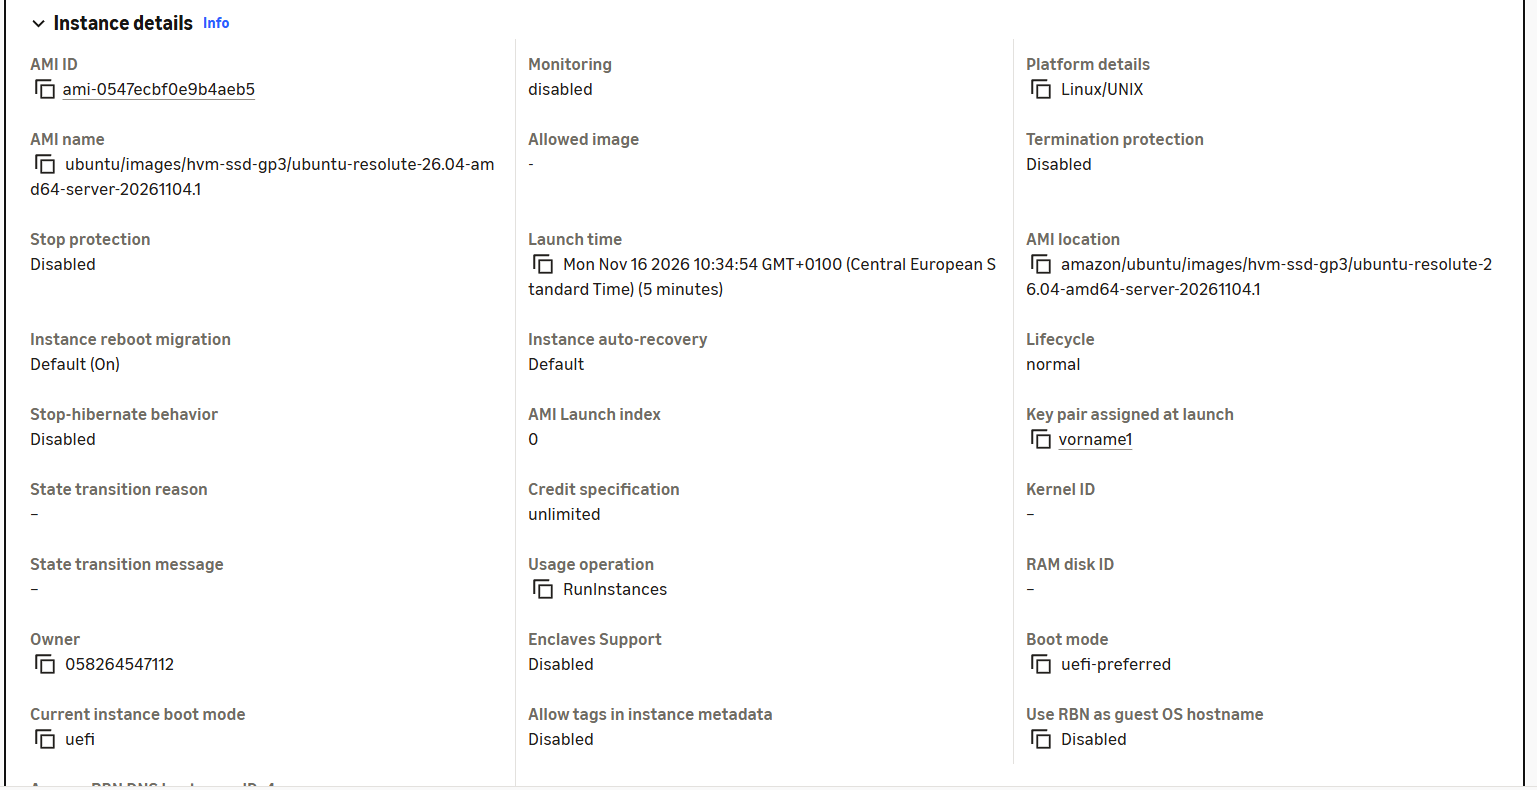 Instance details Info
AMI ID
ami-0547ecbf0e9b4aeb5
Monitoring
disabled
Platform details
Linux/UNIX
AMI name
ubuntu/images/hvm-ssd-gp3/ubuntu-resolute-26.04-am
d64-server-20261104.1
Allowed image
-
Termination protection
Disabled
Stop protection
Disabled
Launch time
Mon Nov 16 2026 10:34:54 GMT+0100 (Central European S
tandard Time) (5 minutes)
AMI location
amazon/ubuntu/images/hvm-ssd-gp3/ubuntu-resolute-2
6.04-amd64-server-20261104.1
Instance reboot migration
Default (On)
Instance auto-recovery
Default
Lifecycle
normal
Stop-hibernate behavior
Disabled
AMI Launch index
0
Key pair assigned at launch
vorname1
State transition reason
–
Credit specification
unlimited
Kernel ID
–
State transition message
–
Usage operation
RunInstances
RAM disk ID
–
Owner
058264547112
Enclaves Support
Disabled
Boot mode
uefi-preferred
Current instance boot mode
uefi
Allow tags in instance metadata
Disabled
Use RBN as guest OS hostname
Disabled